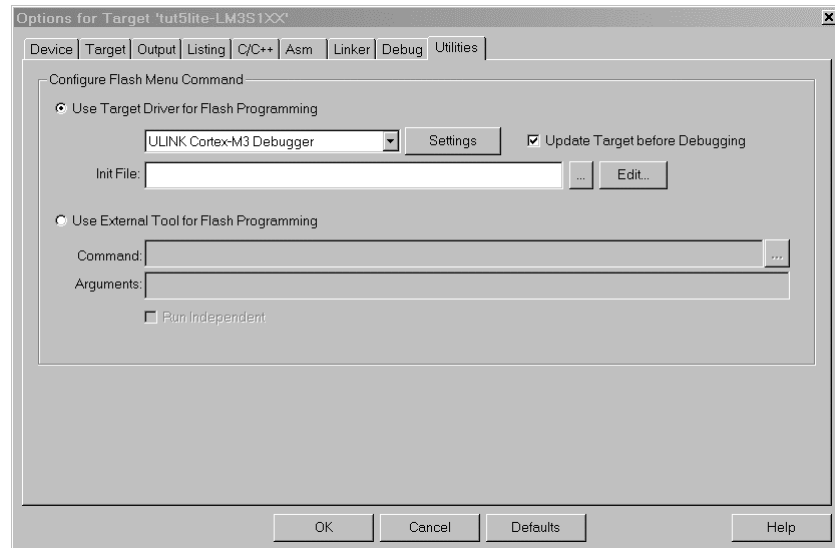 Options for Target 'tut5lite-LM3S1XX'
Device Target Output Listing C/C++ Asm Linker Debug Utilities
Configure Flash Menu Command
Use Target Driver for Flash Programming
ULINK Cortex-M3 Debugger Settings Update Target before Debugging
Init File: ... Edit...
Use External Tool for Flash Programming
Command: ...
Arguments:
Run Independent
OK Cancel Defaults Help